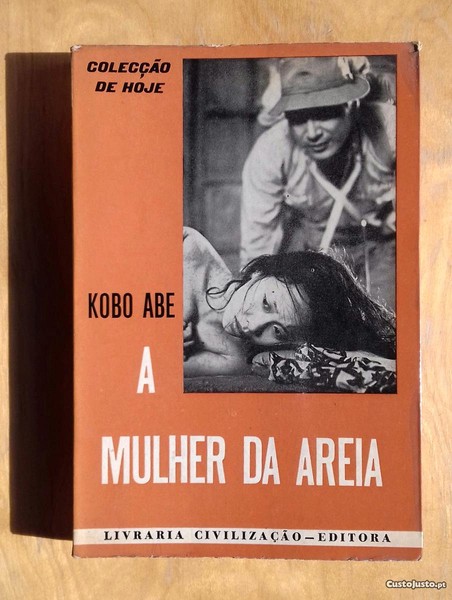 COLECÇÃO
DE HOJE
KOBO ABE
A
MULHER DA AREIA
LIVRARIA CIVILIZAÇÃO—EDITORA
CustoJusto.pt